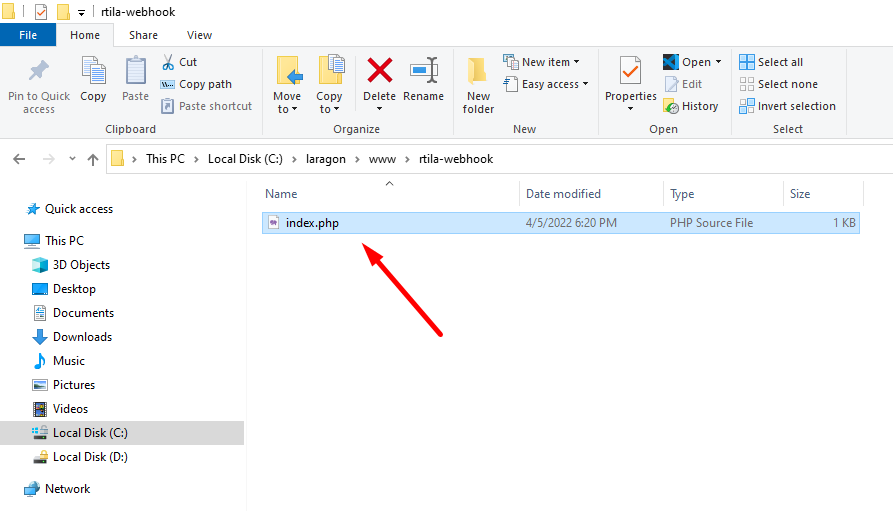 rtila-webhook
File Home Share View
Pin to Quick access
Copy
Paste
Cut
Copy path
Paste shortcut
Clipboard
Move to
Copy to
Delete
Rename
Organize
New folder
New item
Easy access
New
Properties
Open
Edit
History
Open
Select all
Select none
Invert selection
Select
This PC > Local Disk (C:) > laragon > www > rtila-webhook
Name Date modified Type Size
index.php 4/5/2022 6:20 PM PHP Source File 1 KB
Quick access
This PC
3D Objects
Desktop
Documents
Downloads
Music
Pictures
Videos
Local Disk (C:)
Local Disk (D:)
Network